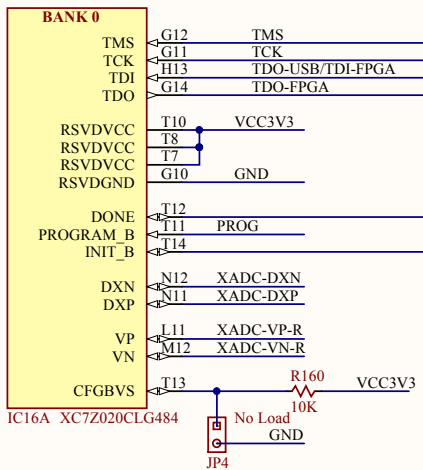 BANK 0
TMS G12 TMS
TCK G11 TCK
TDI H13 TDO-USB/TDI-FPGA
TDO G14 TDO-FPGA
RSVDVCC T10 VCC3V3
RSVDVCC T8
RSVDVCC T7
RSVDGND G10 GND
DONE T12
PROGRAM_B T11 PROG
INIT_B T14
DXN N12 XADC-DXN
DXP N11 XADC-DXP
VP L11 XADC-VP-R
VN M12 XADC-VN-R
CFGBVS T13 R160 VCC3V3
10K
IC16A XC7Z020CLG484 No Load
GND
JP4